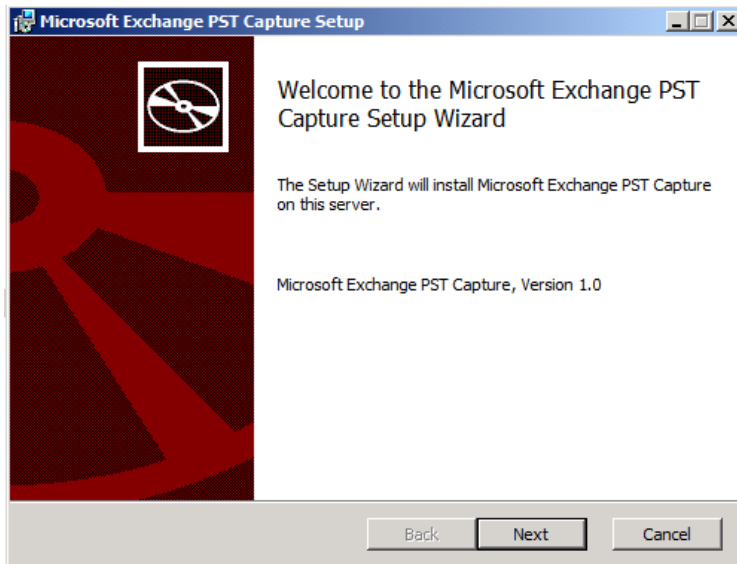 Microsoft Exchange PST Capture Setup
Welcome to the Microsoft Exchange PST
Capture Setup Wizard
The Setup Wizard will install Microsoft Exchange PST Capture
on this server.
Microsoft Exchange PST Capture, Version 1.0
Back
Next
Cancel